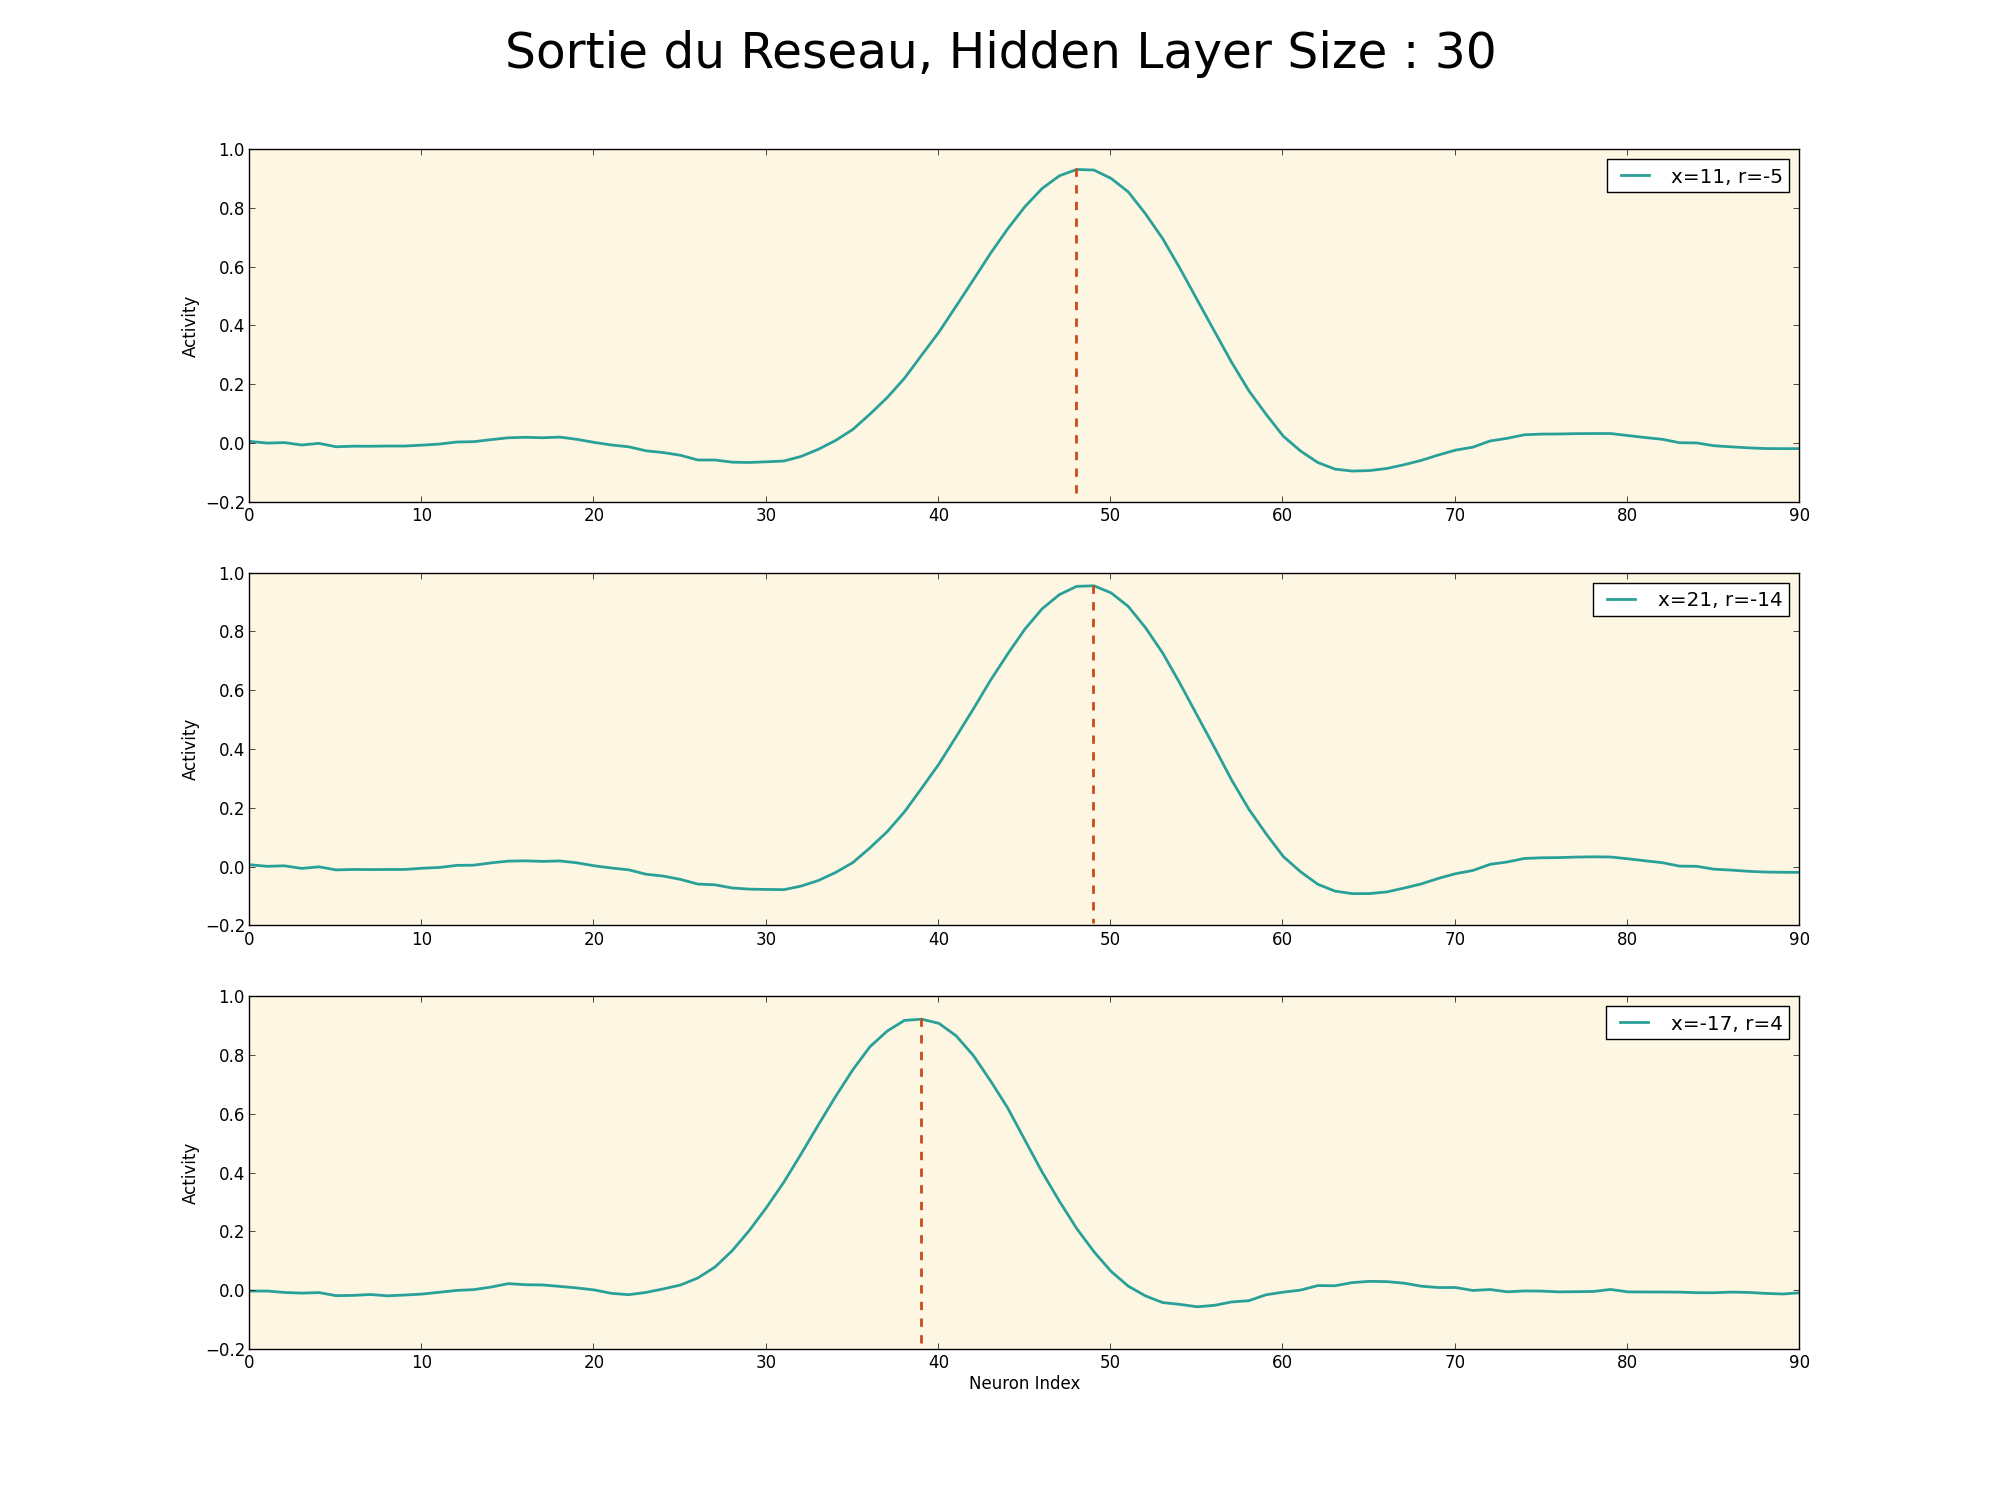 Sortie du Reseau, Hidden Layer Size : 30
1.0
0.8
0.6
0.4
0.2
0.0
−0.2
Activity
x=11, r=-5
0 10 20 30 40 50 60 70 80 90
1.0
0.8
0.6
0.4
0.2
0.0
−0.2
Activity
x=21, r=-14
0 10 20 30 40 50 60 70 80 90
1.0
0.8
0.6
0.4
0.2
0.0
−0.2
Activity
x=-17, r=4
0 10 20 30 40 50 60 70 80 90
Neuron Index